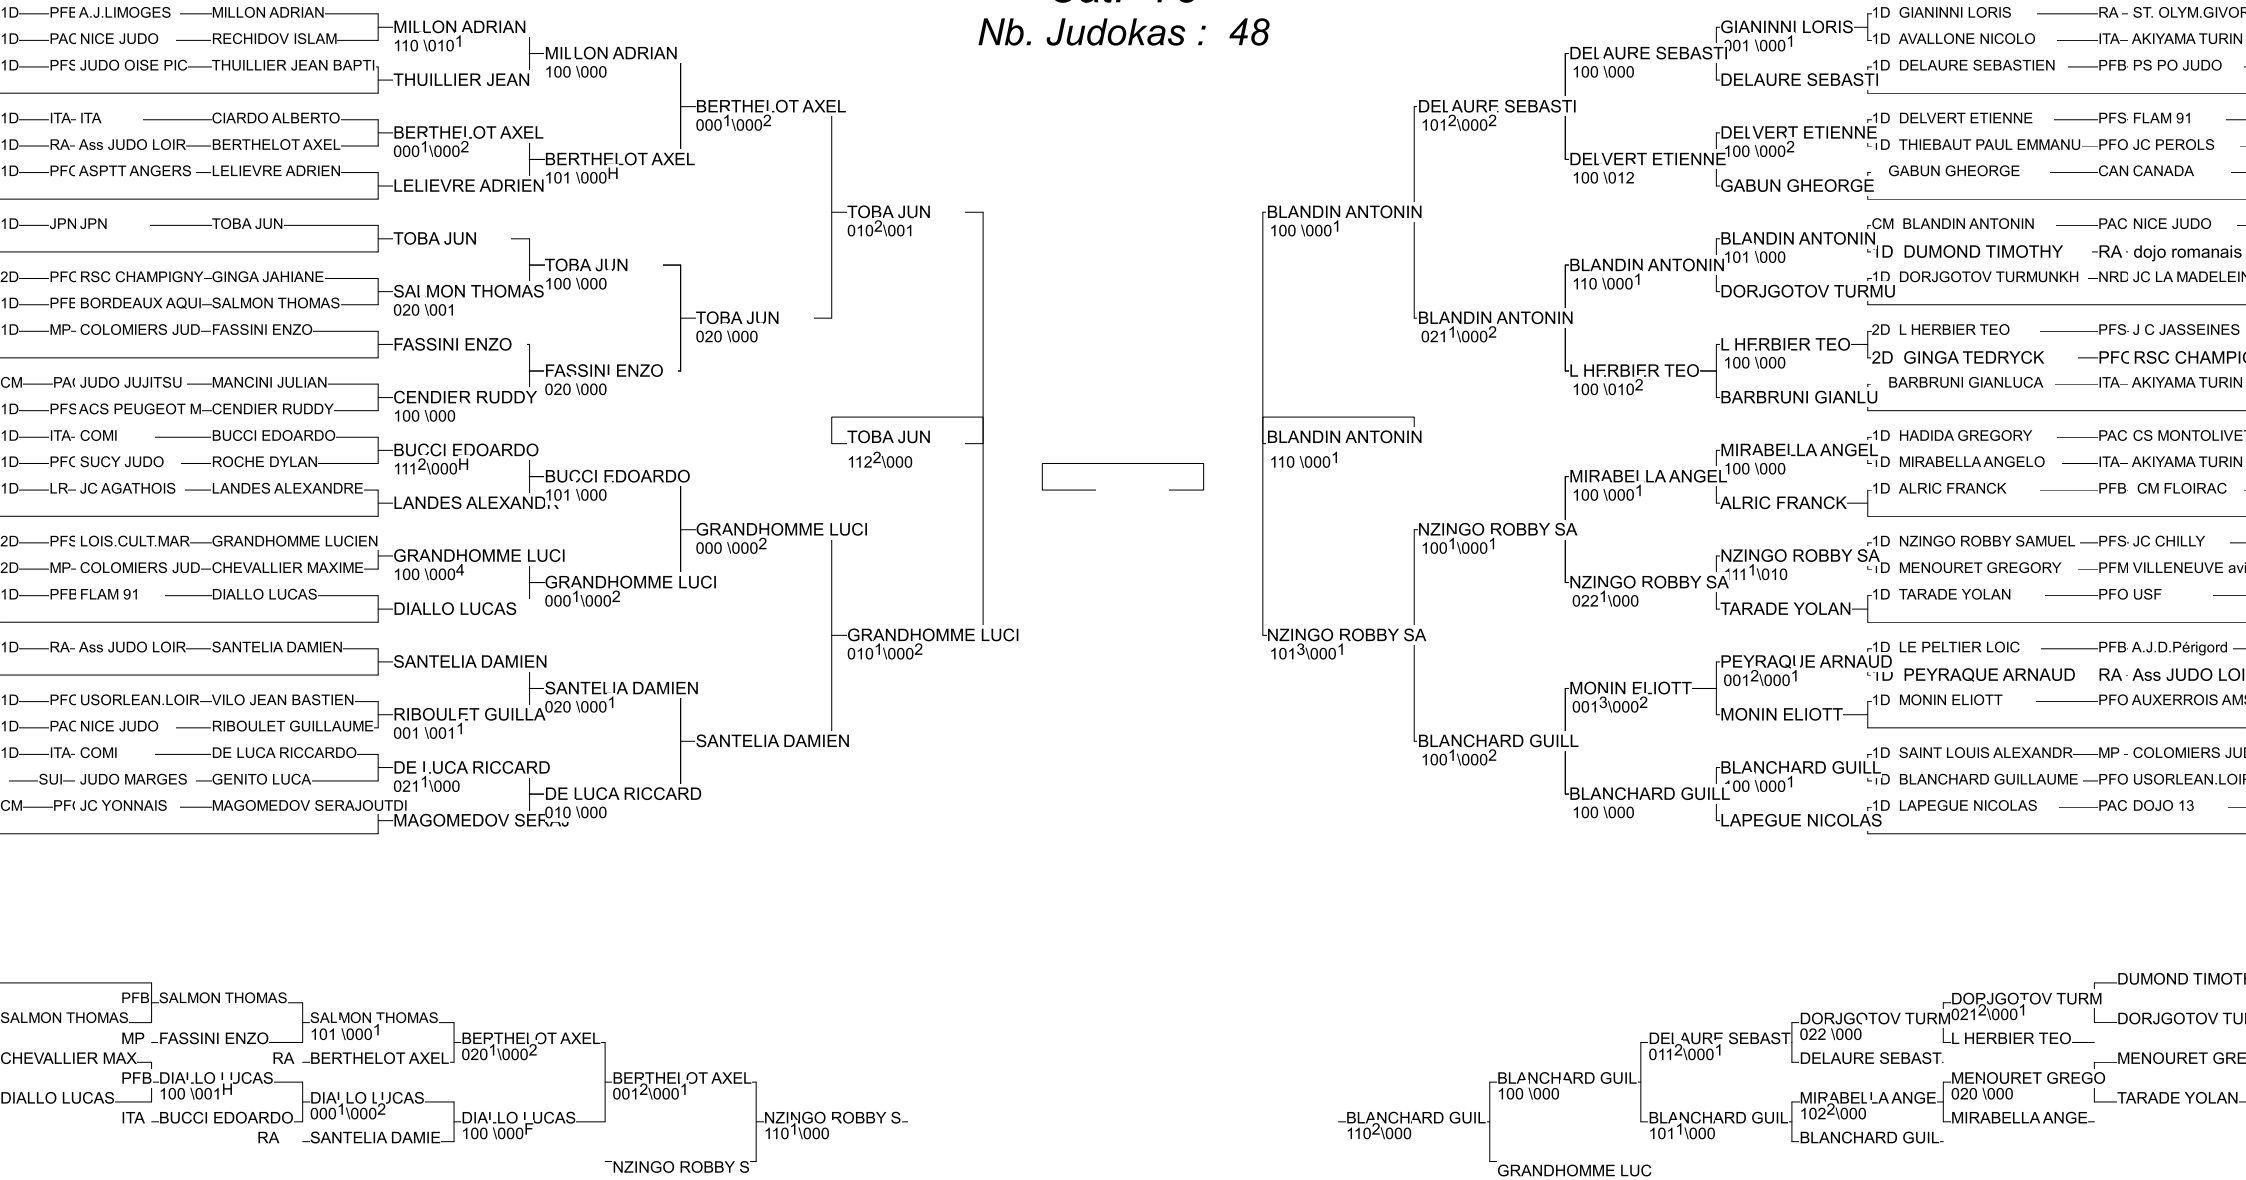 Nb. Judokas : 48
1D PFB A.J.LIMOGES MILLON ADRIAN
MILLON ADRIAN
110 \010¹
1D PAC NICE JUDO RECHIDOV ISLAM
MILLON ADRIAN
100 \000
1D PFS JUDO OISE PIC THUILLIER JEAN BAPTI
THUILLIER JEAN
BERTHELOT AXEL
000¹\000²
1D ITA- ITA CIARDO ALBERTO
BERTHELOT AXEL
000¹\000²
1D RA- Ass JUDO LOIR BERTHELOT AXEL
BERTHELOT AXEL
101 \000H
1D PFC ASPTT ANGERS LELIEVRE ADRIEN
LELIEVRE ADRIEN
TOBA JUN
010²\001
1D JPN JPN TOBA JUN
TOBA JUN
TOBA JUN
100 \000
2D PFC RSC CHAMPIGNY GINGA JAHIANE
SALMON THOMAS
020 \001
1D PFE BORDEAUX AQUI SALMON THOMAS
TOBA JUN
020 \000
1D MP- COLOMIERS JUD FASSINI ENZO
FASSINI ENZO
FASSINI ENZO
020 \000
CM PAC JUDO JUJITSU MANCINI JULIAN
CENDIER RUDDY
100 \000
1D PFS ACS PEUGEOT M CENDIER RUDDY
TOBA JUN
112²\000
1D ITA- COMI BUCCI EDOARDO
BUCCI EDOARDO
111²\000H
1D PFC SUCY JUDO ROCHE DYLAN
BUCCI EDOARDO
101 \000
1D LR- JC AGATHOIS LANDES ALEXANDRE
LANDES ALEXANDR
GRANDHOMME LUCI
000 \000²
2D PFS LOIS.CULT.MAR GRANDHOMME LUCIEN
GRANDHOMME LUCI
100 \000⁴
2D MP- COLOMIERS JUD CHEVALLIER MAXIME
GRANDHOMME LUCI
000¹\000²
1D PFE FLAM 91 DIALLO LUCAS
DIALLO LUCAS
GRANDHOMME LUCI
010¹\000²
1D RA- Ass JUDO LOIR SANTELIA DAMIEN
SANTELIA DAMIEN
SANTELIA DAMIEN
020 \000¹
1D PFC USORLEAN.LOIR VILO JEAN BASTIEN
RIBOULET GUILLA
001 \001¹
1D PAC NICE JUDO RIBOULET GUILLAUME
SANTELIA DAMIEN
1D ITA- COMI DE LUCA RICCARDO
DE LUCA RICCARD
021¹\000
SUI JUDO MARGES GENITO LUCA
DE LUCA RICCARD
010 \000
CM PFC JC YONNAIS MAGOMEDOV SERAJOUTDI
MAGOMEDOV SERAJ
GIANINNI LORIS
001 \000¹
1D GIANINNI LORIS RA - ST. OLYM.GIVOR
1D AVALLONE NICOLO ITA- AKIYAMA TURIN
DELAURE SEBASTI
100 \000
1D DELAURE SEBASTIEN PFB PS PO JUDO
DELAURE SEBASTI
DELAURE SEBASTI
101²\000²
1D DELVERT ETIENNE PFS FLAM 91
DELVERT ETIENNE
100 \000²
1D THIEBAUT PAUL EMMANU PFO JC PEROLS
DELVERT ETIENNE
100 \012
GABUN GHEORGE CAN CANADA
GABUN GHEORGE
BLANDIN ANTONIN
100 \000¹
CM BLANDIN ANTONIN PAC NICE JUDO
BLANDIN ANTONIN
101 \000
1D DUMOND TIMOTHY RA - dojo romanais
BLANDIN ANTONIN
110 \000¹
1D DORJGOTOV TURMUNKH NRD JC LA MADELEIN
DORJGOTOV TURMU
BLANDIN ANTONIN
021¹\000²
2D L HERBIER TEO PFS- J C JASSEINES
L HERBIER TEO
100 \000
2D GINGA TEDRYCK PFC RSC CHAMPIG
L HERBIER TEO
100 \010²
BARBRUNI GIANLUCA ITA- AKIYAMA TURIN
BARBRUNI GIANLU
BLANDIN ANTONIN
110 \000¹
1D HADIDA GREGORY PAC CS MONTOLIVET
MIRABELLA ANGEL
100 \000
1D MIRABELLA ANGELO ITA- AKIYAMA TURIN
MIRABELLA ANGEL
100 \000¹
1D ALRIC FRANCK PFB CM FLOIRAC
ALRIC FRANCK
NZINGO ROBBY SA
100¹\000¹
1D NZINGO ROBBY SAMUEL PFS- JC CHILLY
NZINGO ROBBY SA
111¹\010
1D MENOURET GREGORY PFM VILLENEUVE avi
NZINGO ROBBY SA
022¹\000
1D TARADE YOLAN PFO USF
TARADE YOLAN
NZINGO ROBBY SA
101³\000¹
1D LE PELTIER LOIC PFB A.J.D.Périgord
PEYRAQUE ARNAUD
001²\000¹
1D PEYRAQUE ARNAUD RA - Ass JUDO LOI
MONIN ELIOTT
001³\000²
1D MONIN ELIOTT PFO AUXERROIS AMS
MONIN ELIOTT
BLANCHARD GUILL
100¹\000²
1D SAINT LOUIS ALEXANDR MP - COLOMIERS JUD
BLANCHARD GUILL
100 \000¹
1D BLANCHARD GUILLAUME PFO USORLEAN.LOIR
BLANCHARD GUILL
100 \000
1D LAPEGUE NICOLAS PAC DOJO 13
LAPEGUE NICOLAS
PFB SALMON THOMAS
SALMON THOMAS
SALMON THOMAS
101 \000¹
MP FASSINI ENZO
BERTHELOT AXEL
020¹\000²
CHEVALLIER MAX
RA BERTHELOT AXEL
PFB DIALLO LUCAS
100 \001H
BERTHELOT AXEL
001²\000¹
DIALLO LUCAS
DIALLO LUCAS
000¹\000²
ITA BUCCI EDOARDO
DIALLO LUCAS
100 \000F
NZINGO ROBBY S
110¹\000
RA SANTELIA DAMIE
NZINGO ROBBY S
DUMOND TIMOTH
DORJGOTOV TURM
021²\000¹
DORJGOTOV TURM
022 \000
DORJGOTOV TU
DELAURE SEBAST
011²\000¹
L HERBIER TEO
DELAURE SEBAST
MENOURET GRE
BLANCHARD GUIL
100 \000
MENOURET GREGO
020 \000
MIRABELLA ANGE
102²\000
TARADE YOLAN
BLANCHARD GUIL
110²\000
BLANCHARD GUIL
101¹\000
MIRABELLA ANGE
BLANCHARD GUIL
GRANDHOMME LUC